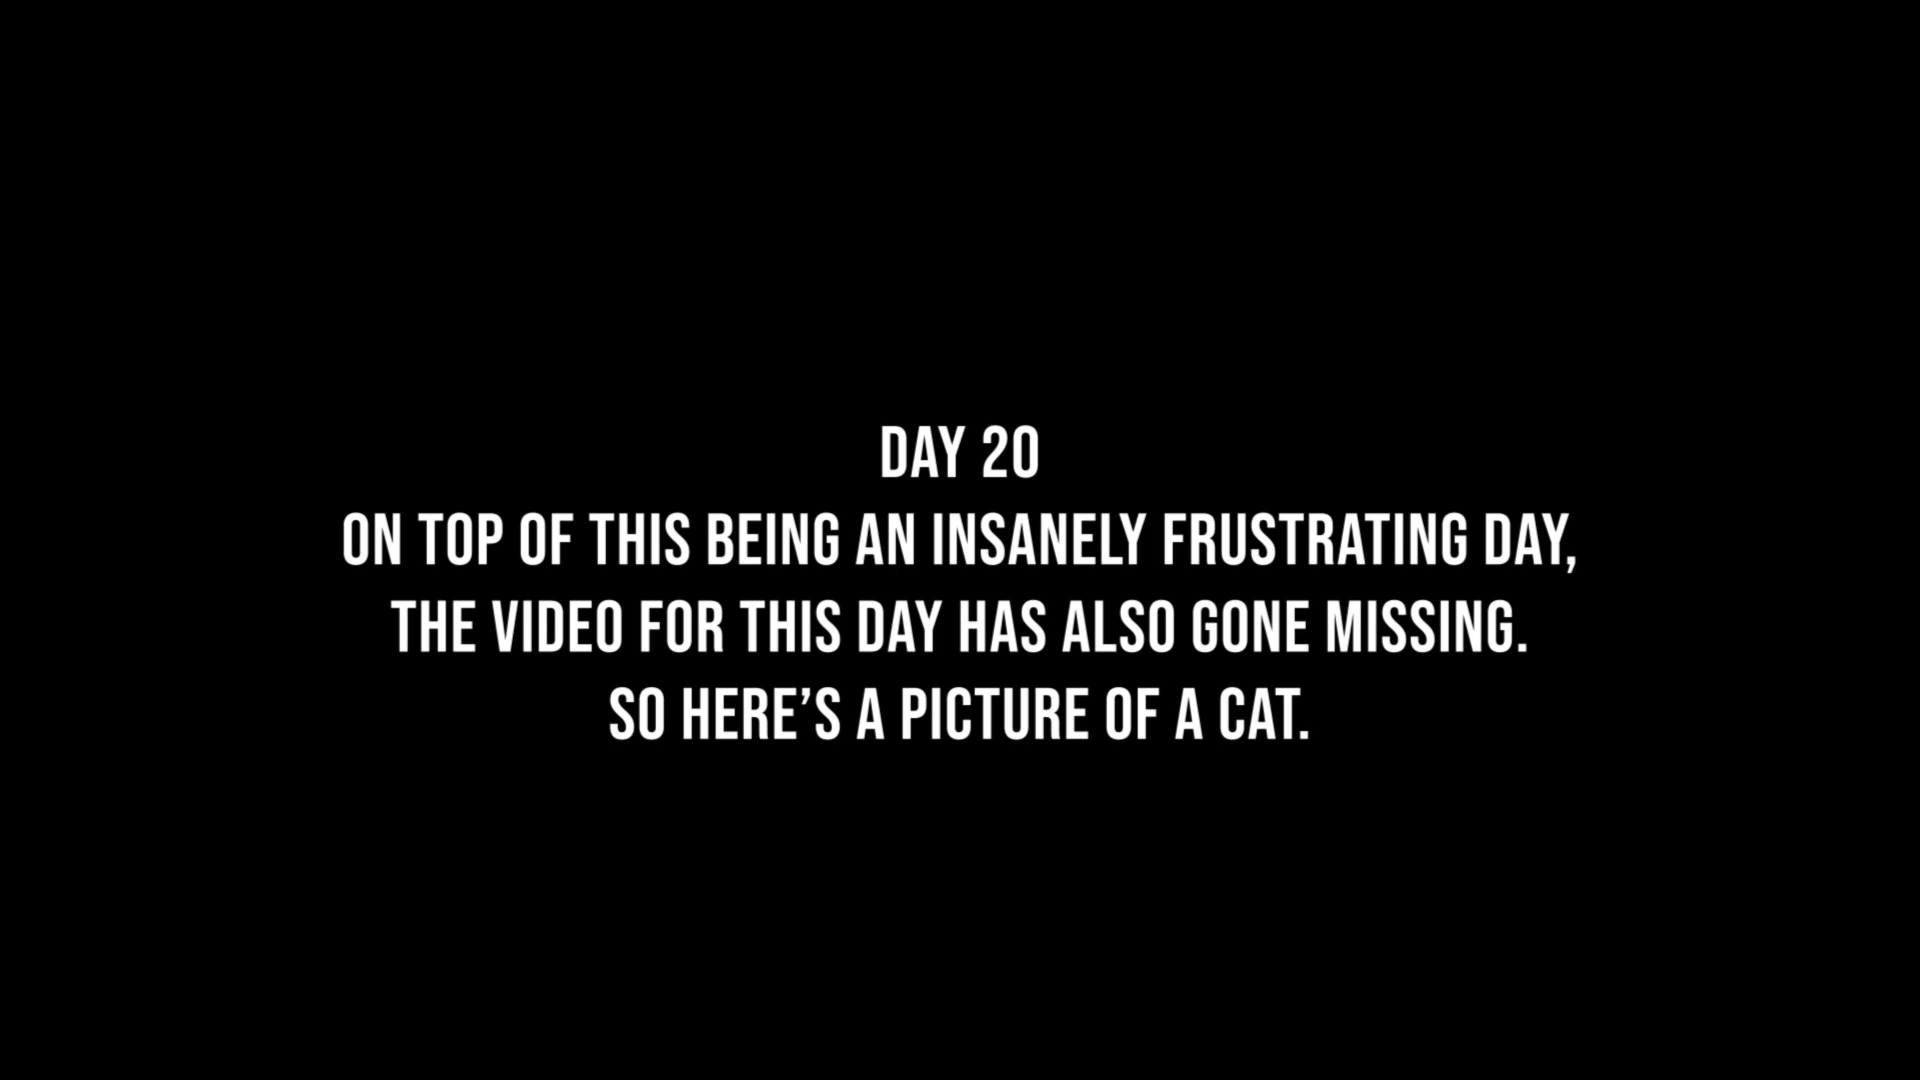 DAY 20
ON TOP OF THIS BEING AN INSANELY FRUSTRATING DAY,
THE VIDEO FOR THIS DAY HAS ALSO GONE MISSING.
SO HERE’S A PICTURE OF A CAT.